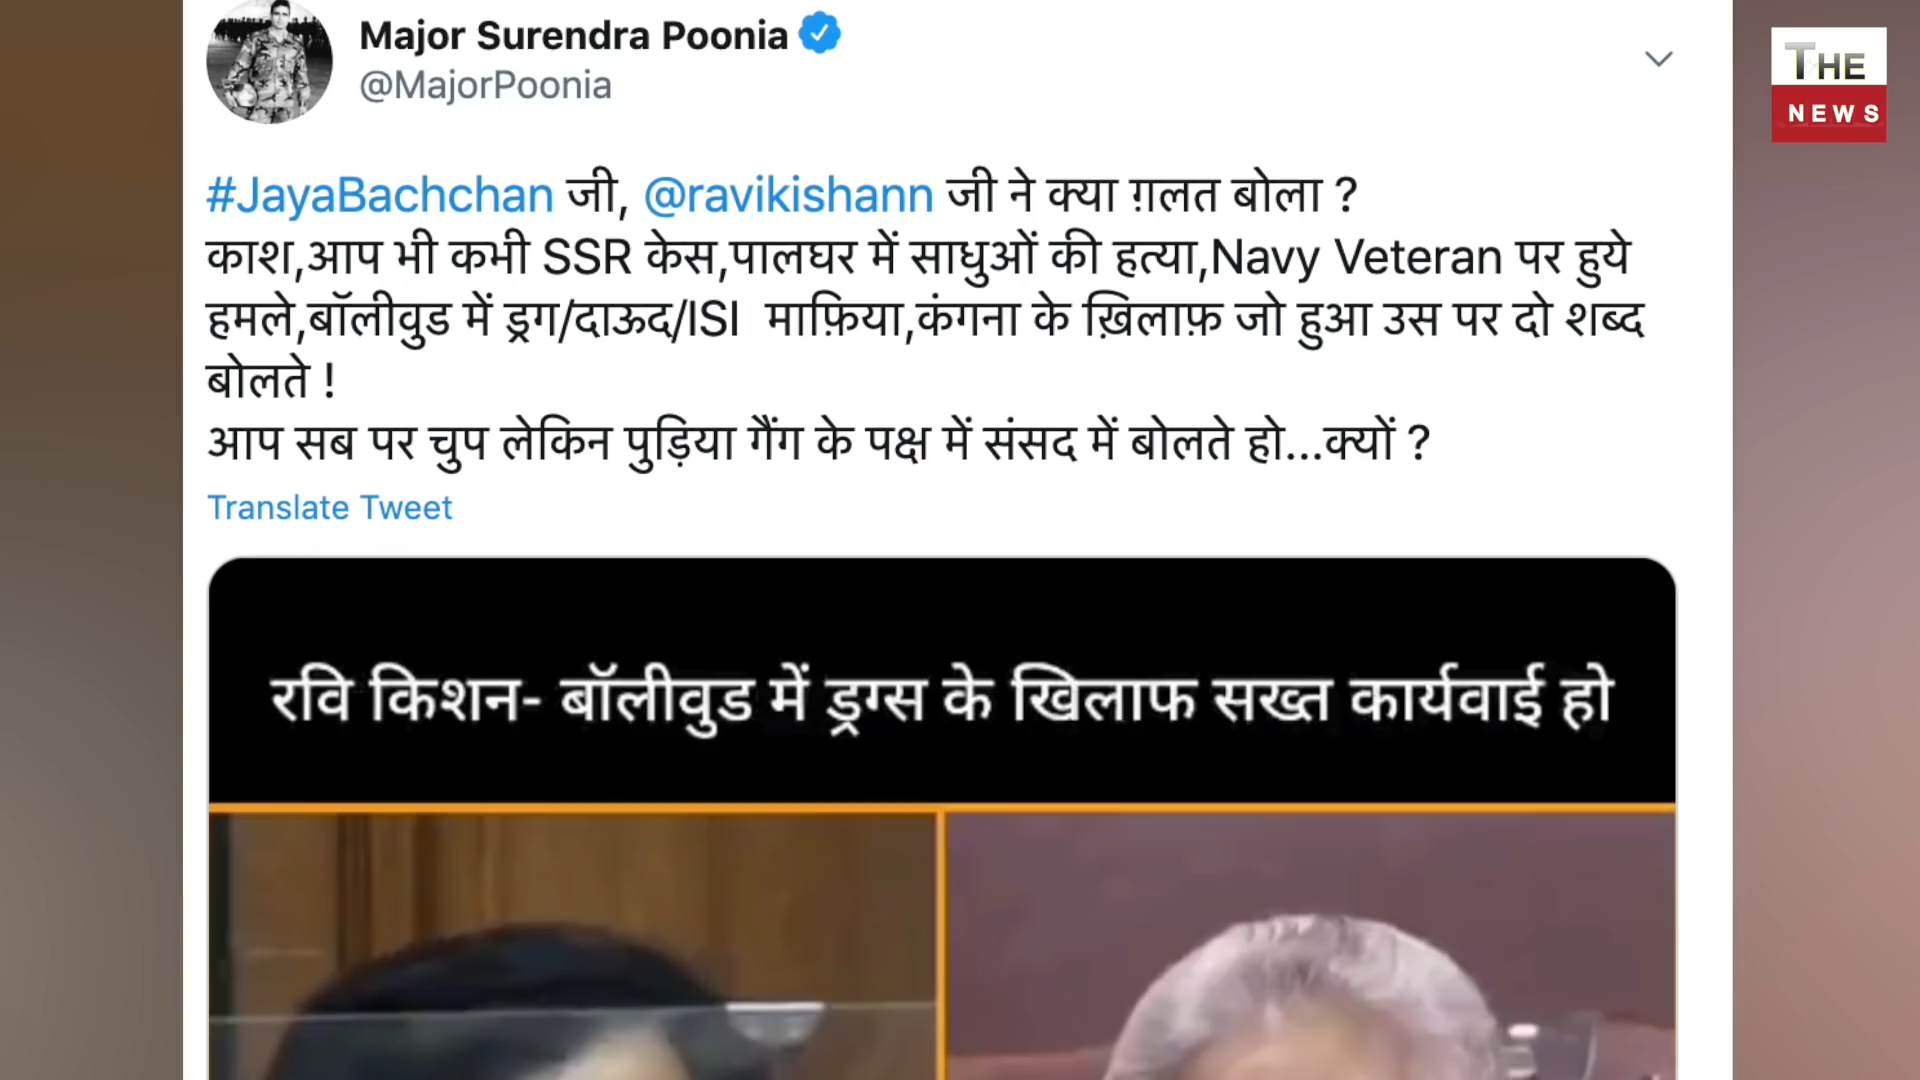 Major Surendra Poonia
@MajorPoonia
THE
NEWS
#JayaBachchan जी, @ravikishann जी ने क्या ग़लत बोला ?
काश,आप भी कभी SSR केस,पालघर में साधुओं की हत्या,Navy Veteran पर हुये
हमले,बॉलीवुड में ड्रग/दाऊद/ISI माफ़िया,कंगना के ख़िलाफ़ जो हुआ उस पर दो शब्द
बोलते !
आप सब पर चुप लेकिन पुड़िया गैंग के पक्ष में संसद में बोलते हो...क्यों ?
Translate Tweet
रवि किशन- बॉलीवुड में ड्रग्स के खिलाफ सख्त कार्यवाई हो